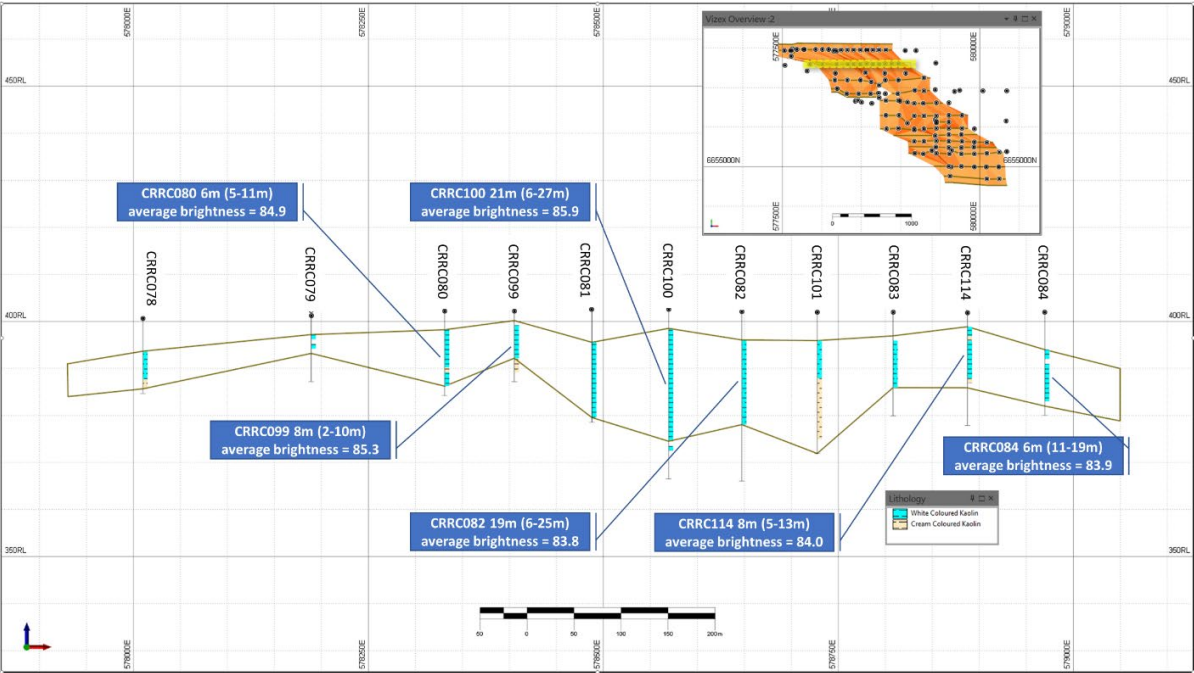 578000E
578250E
578500E
Vizex Overview :2
577500E
580000E
6655000N
6655000N
577500E
580000E
0
1000
579000E
450RL
450RL
CRRC080 6m (5-11m)
average brightness = 84.9
CRRC100 21m (6-27m)
average brightness = 85.9
CRRC078
CRRC079
CRRC080
CRRC099
CRRC081
CRRC100
CRRC082
CRRC101
CRRC083
CRRC114
CRRC084
400RL
400RL
CRRC099 8m (2-10m)
average brightness = 85.3
CRRC084 6m (11-19m)
average brightness = 83.9
Lithology
White Coloured Kaolin
Cream Coloured Kaolin
CRRC082 19m (6-25m)
average brightness = 83.8
CRRC114 8m (5-13m)
average brightness = 84.0
350RL
350RL
50
0
50
100
150
200m
578000E
578250E
578500E
578750E
579000E